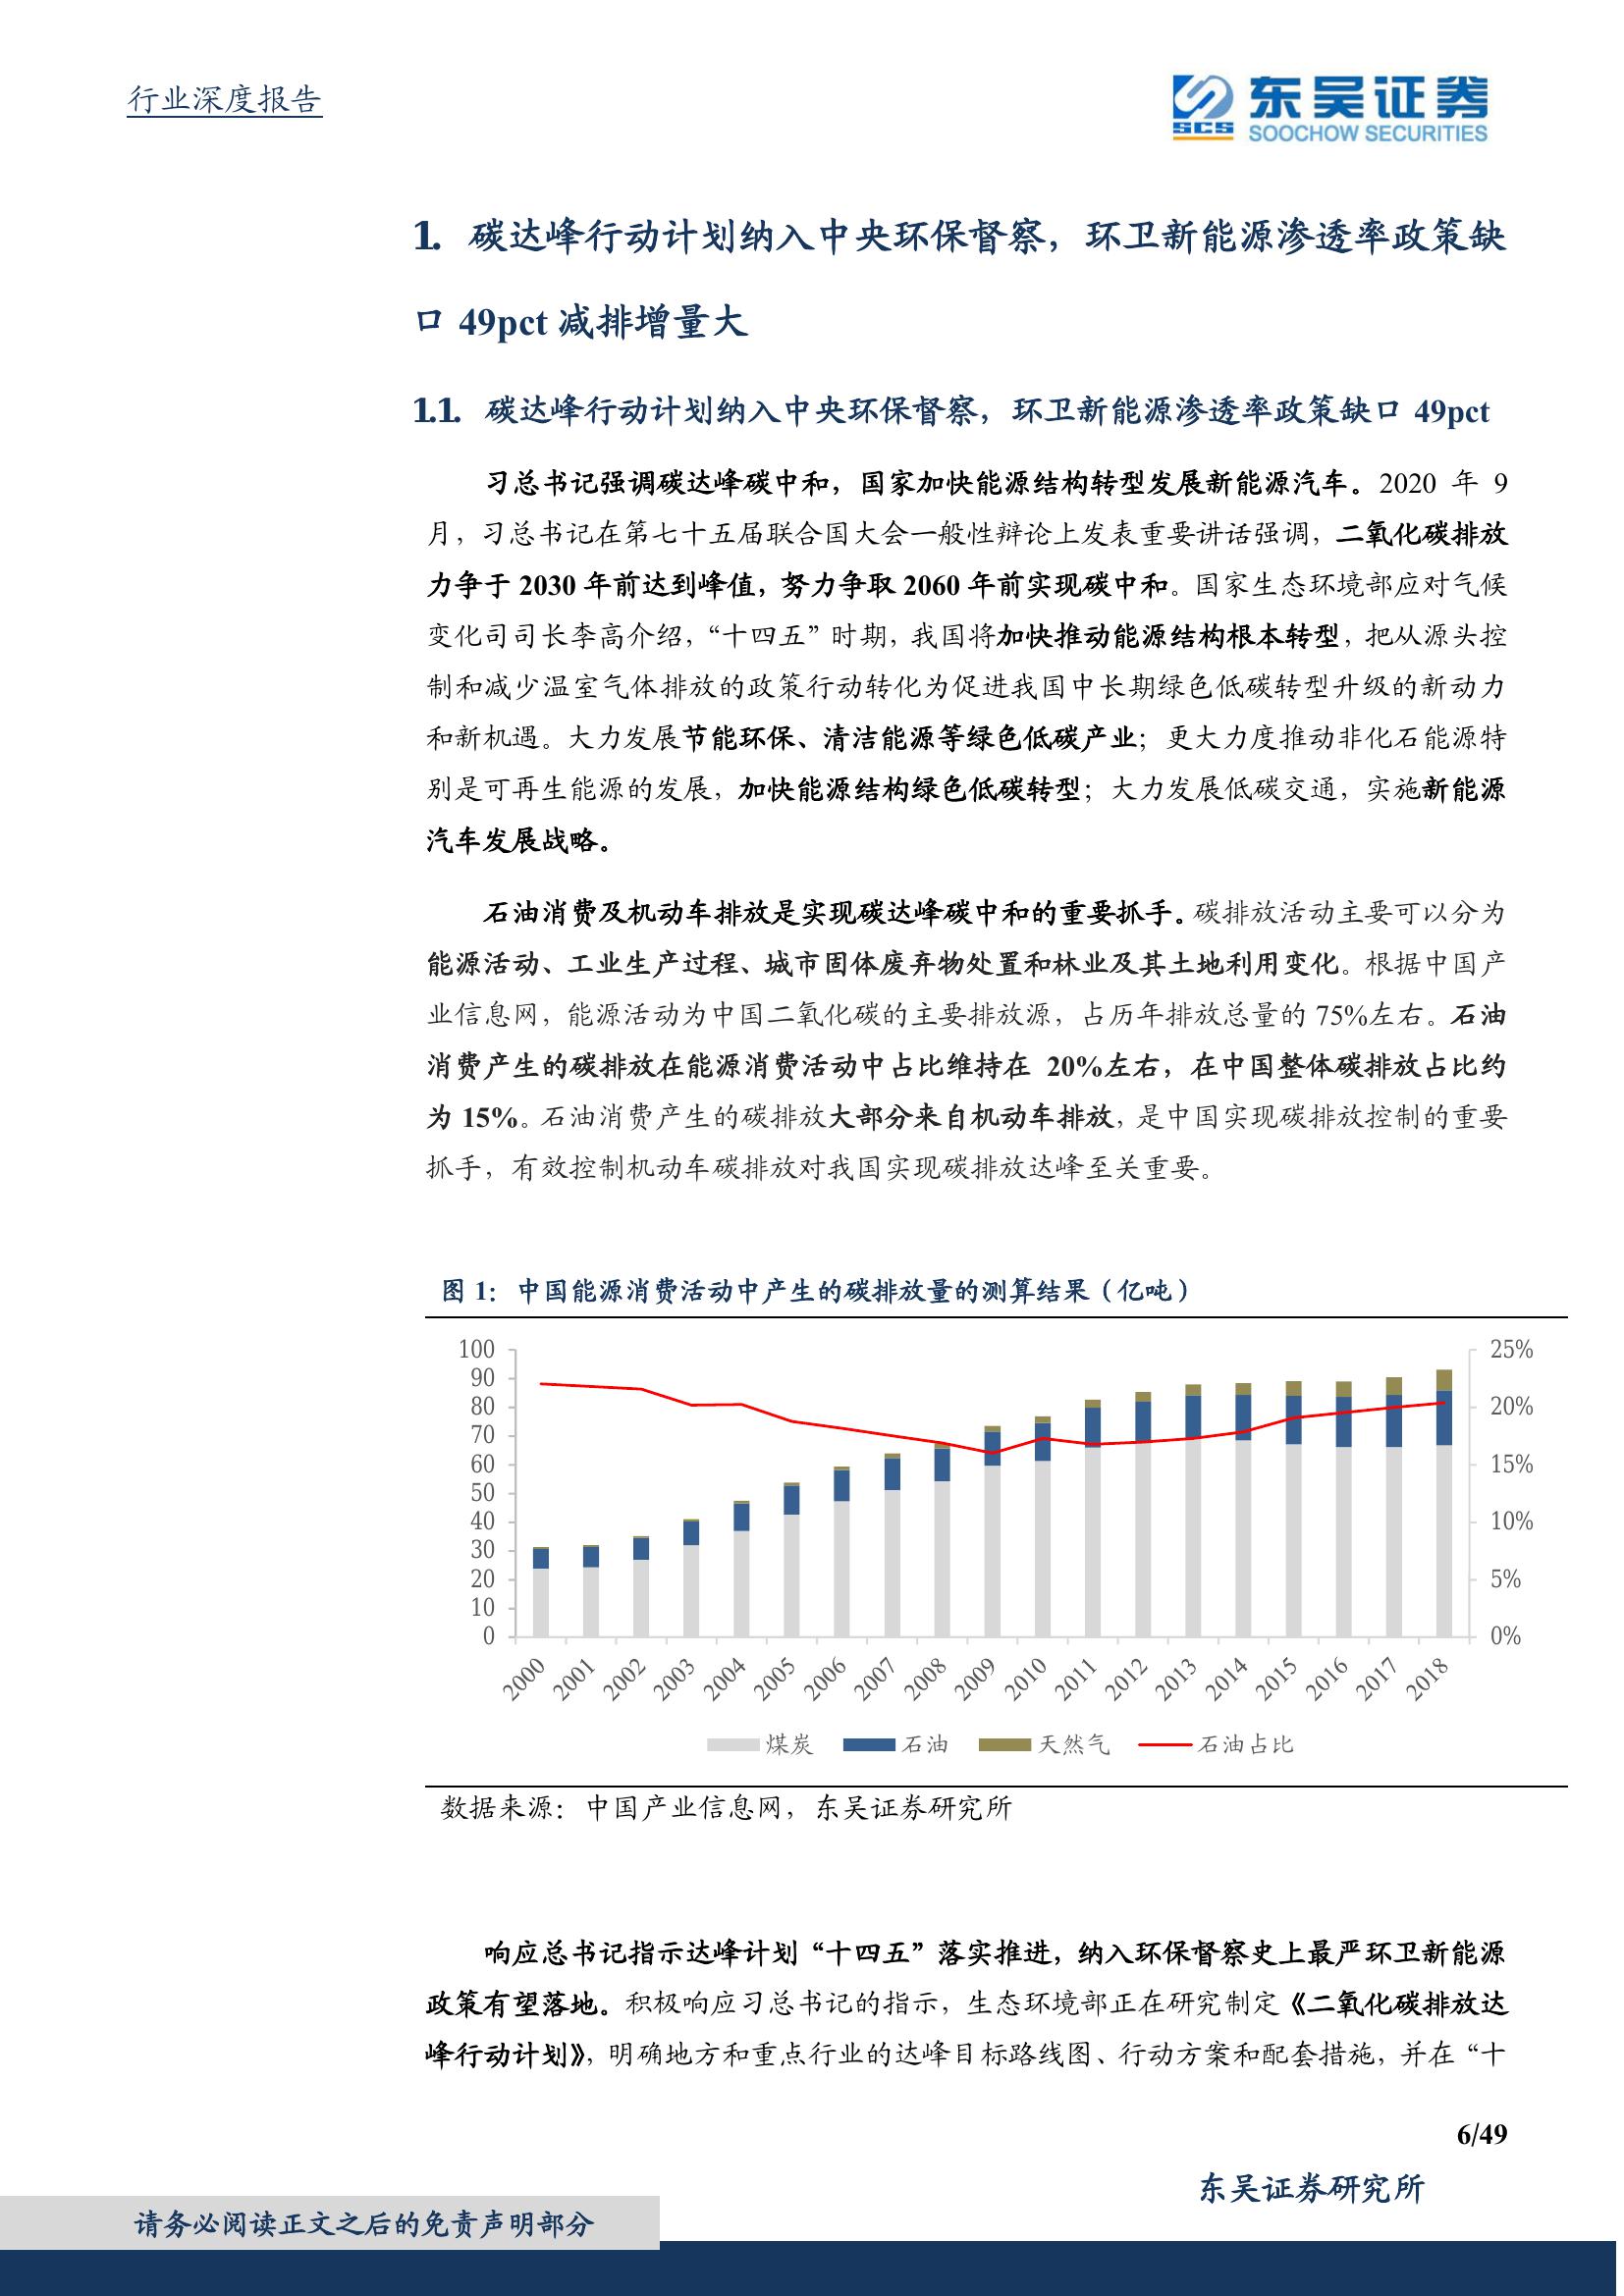 行业深度报告
SCS 东吴证券
SOOCHOW SECURITIES
1. 碳达峰行动计划纳入中央环保督察，环卫新能源渗透率政策缺
口 49pct 减排增量大
1.1. 碳达峰行动计划纳入中央环保督察，环卫新能源渗透率政策缺口 49pct
习总书记强调碳达峰碳中和，国家加快能源结构转型发展新能源汽车。2020 年 9
月，习总书记在第七十五届联合国大会一般性辩论上发表重要讲话强调，二氧化碳排放
力争于 2030 年前达到峰值，努力争取 2060 年前实现碳中和。国家生态环境部应对气候
变化司司长李高介绍，“十四五”时期，我国将加快推动能源结构根本转型，把从源头控
制和减少温室气体排放的政策行动转化为促进我国中长期绿色低碳转型升级的新动力
和新机遇。大力发展节能环保、清洁能源等绿色低碳产业；更大力度推动非化石能源特
别是可再生能源的发展，加快能源结构绿色低碳转型；大力发展低碳交通，实施新能源
汽车发展战略。
石油消费及机动车排放是实现碳达峰碳中和的重要抓手。碳排放活动主要可以分为
能源活动、工业生产过程、城市固体废弃物处置和林业及其土地利用变化。根据中国产
业信息网，能源活动为中国二氧化碳的主要排放源，占历年排放总量的 75%左右。石油
消费产生的碳排放在能源消费活动中占比维持在 20%左右，在中国整体碳排放占比约
为 15%。石油消费产生的碳排放大部分来自机动车排放，是中国实现碳排放控制的重要
抓手，有效控制机动车碳排放对我国实现碳排放达峰至关重要。
图 1：中国能源消费活动中产生的碳排放量的测算结果（亿吨）
100
90
80
70
60
50
40
30
20
10
0
25%
20%
15%
10%
5%
0%
2000 2001 2002 2003 2004 2005 2006 2007 2008 2009 2010 2011 2012 2013 2014 2015 2016 2017 2018
煤炭 石油 天然气 石油占比
数据来源：中国产业信息网，东吴证券研究所
响应总书记指示达峰计划“十四五”落实推进，纳入环保督察史上最严环卫新能源
政策有望落地。积极响应习总书记的指示，生态环境部正在研究制定《二氧化碳排放达
峰行动计划》，明确地方和重点行业的达峰目标路线图、行动方案和配套措施，并在“十
6/49
东吴证券研究所
请务必阅读正文之后的免责声明部分